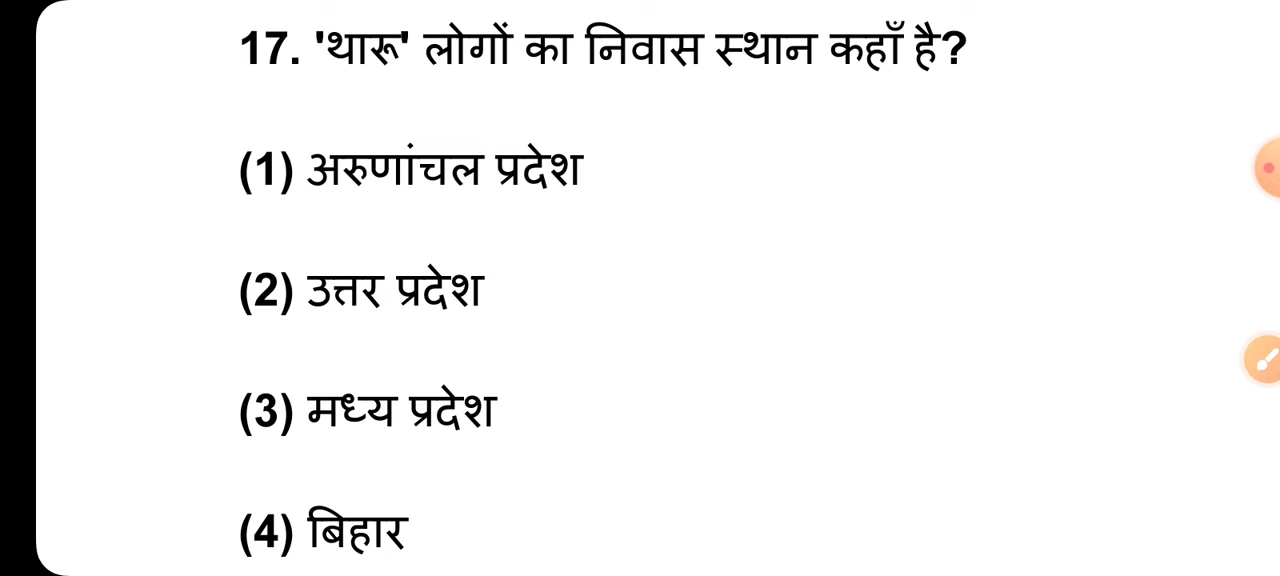 17. 'थारू' लोगों का निवास स्थान कहाँ है?
(1) अरुणांचल प्रदेश
(2) उत्तर प्रदेश
(3) मध्य प्रदेश
(4) बिहार